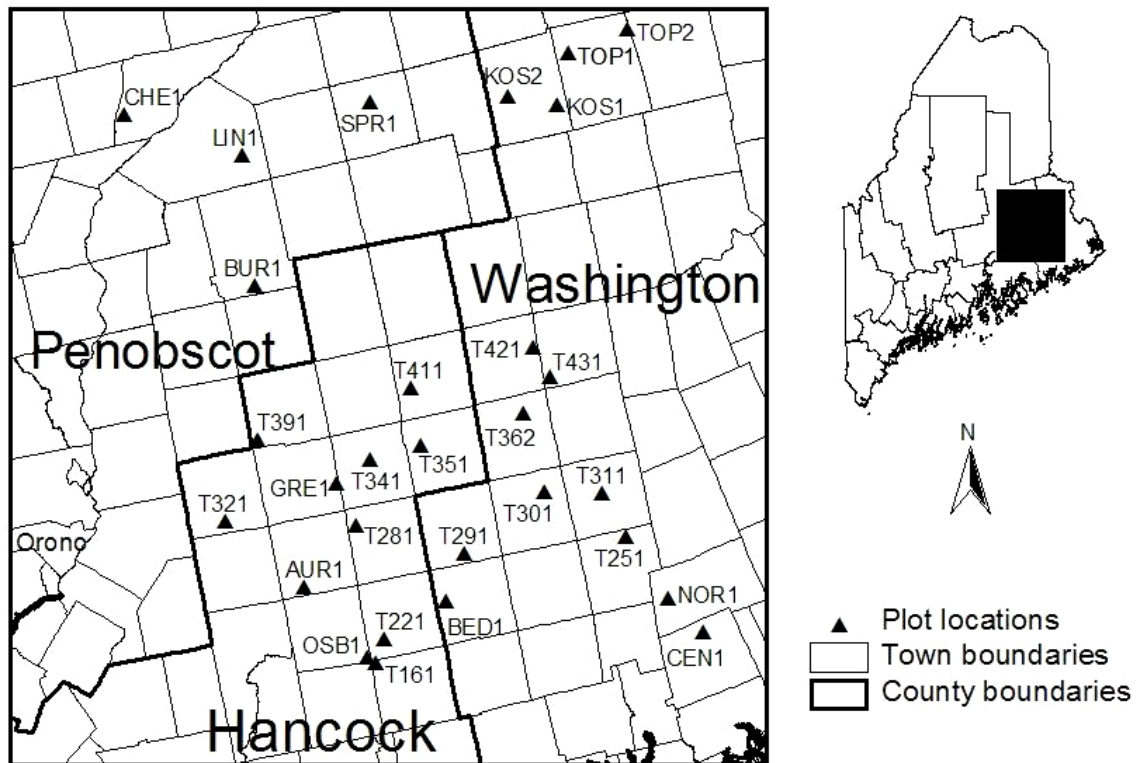 TOP2
TOP1
KOS2
KOS1
CHE1
SPR1
LIN1
BUR1
Washington
Penobscot
T421
T431
T411
T391
T362
T351
T341
GRE1
T311
T301
T321
T281
T291
T251
Orono
AUR1
NOR1
BED1
T221
OSB1
T161
CEN1
Hancock
N
Plot locations
Town boundaries
County boundaries